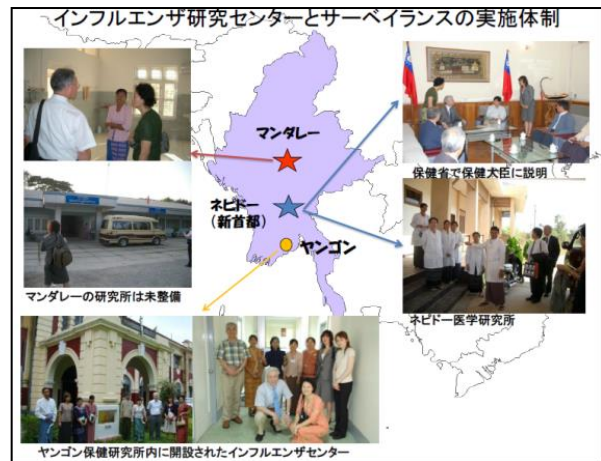 インフルエンザ研究センターとサーベイランスの実施体制
マンダレー
保健省で保健大臣に説明
ネピドー
(新首都)
ヤンゴン
マンダレーの研究所は未整備
ネピドー医学研究所
ヤンゴン保健研究所内に開設されたインフルエンザセンター